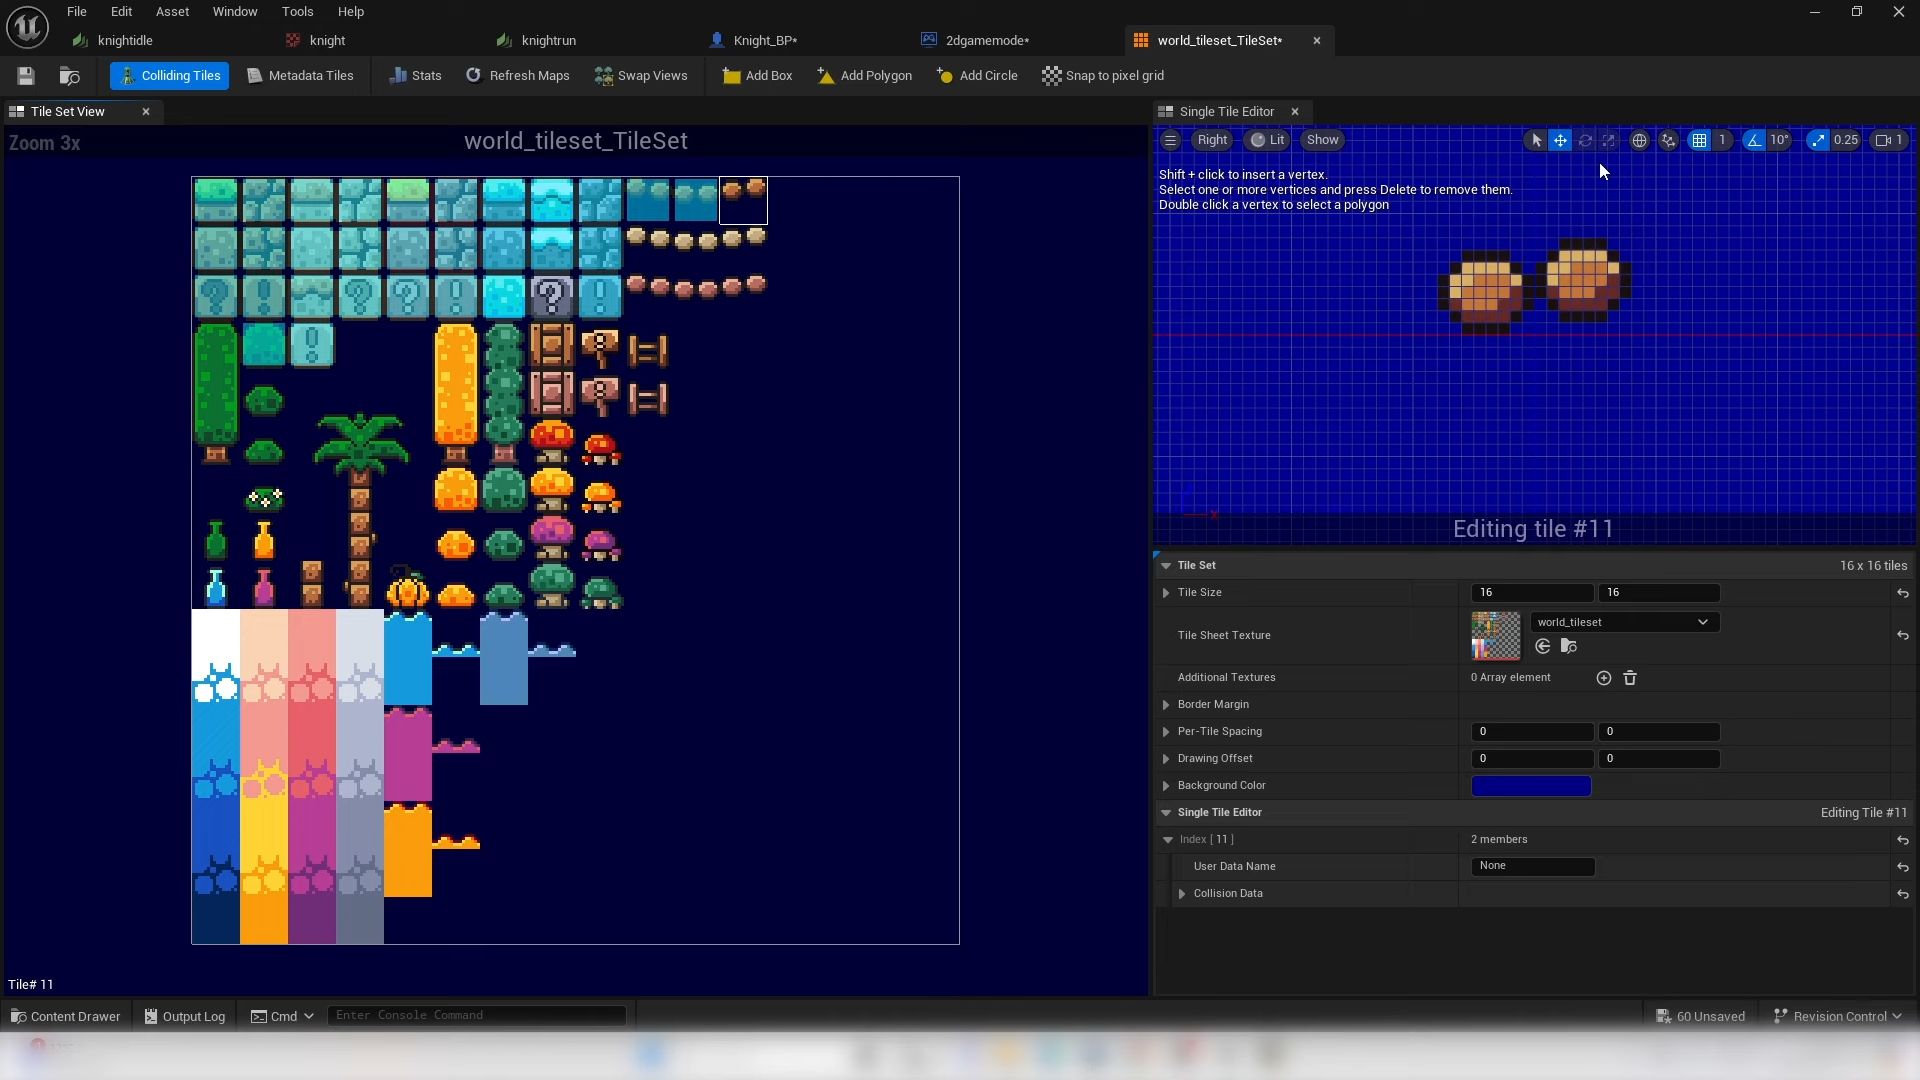 File Edit Asset Window Tools Help
knightidle knight knightrun Knight_BP* 2dgamemode* world_tileset_TileSet*
Colliding Tiles Metadata Tiles Stats Refresh Maps Swap Views Add Box Add Polygon Add Circle Snap to pixel grid
Tile Set View
Zoom 3x
world_tileset_TileSet
Tile# 11
Single Tile Editor
Right Lit Show 1 10° 0.25 1
Shift + click to insert a vertex.
Select one or more vertices and press Delete to remove them.
Double click a vertex to select a polygon
X
Editing tile #11
Tile Set 16 x 16 tiles
Tile Size 16 16
Tile Sheet Texture world_tileset
Additional Textures 0 Array element
Border Margin
Per-Tile Spacing 0 0
Drawing Offset 0 0
Background Color
Single Tile Editor Editing Tile #11
Index [ 11 ] 2 members
User Data Name None
Collision Data
Content Drawer Output Log Cmd Enter Console Command 60 Unsaved Revision Control